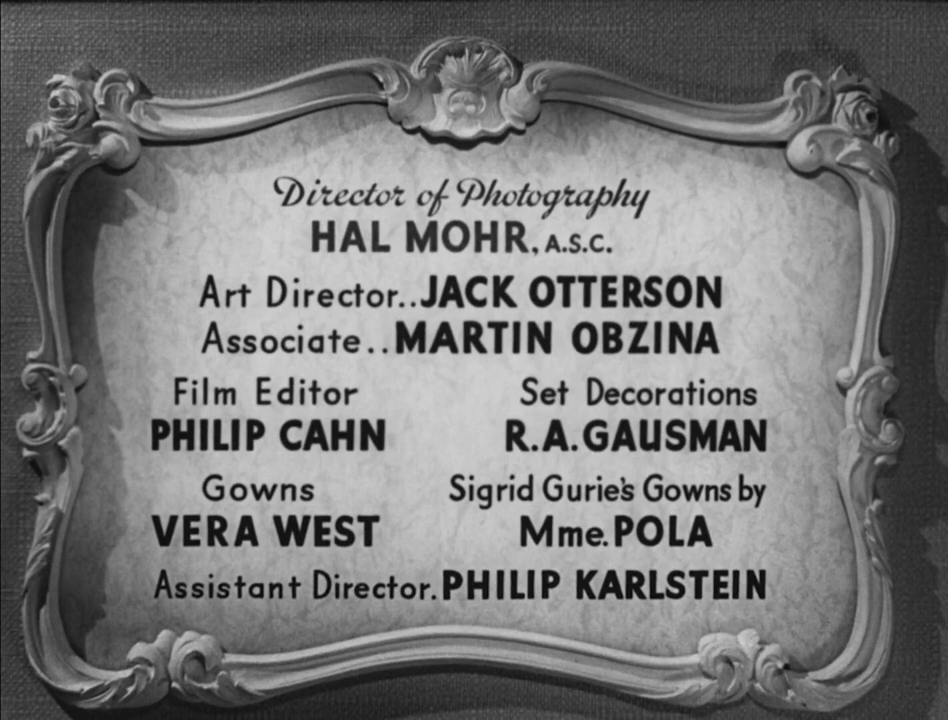 Director of Photography
HAL MOHR, A.S.C.
Art Director..JACK OTTERSON
Associate..MARTIN OBZINA
Film Editor
PHILIP CAHN
Set Decorations
R.A.GAUSMAN
Gowns
VERA WEST
Sigrid Gurie's Gowns by
Mme. POLA
Assistant Director.PHILIP KARLSTEIN